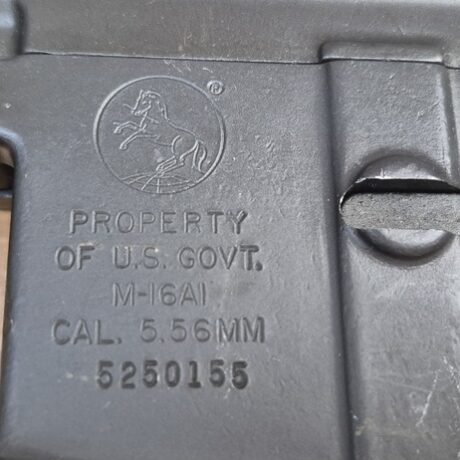 ®
PROPERTY
OF U.S. GOVT.
M-16A1
CAL. 5.56MM
5250155